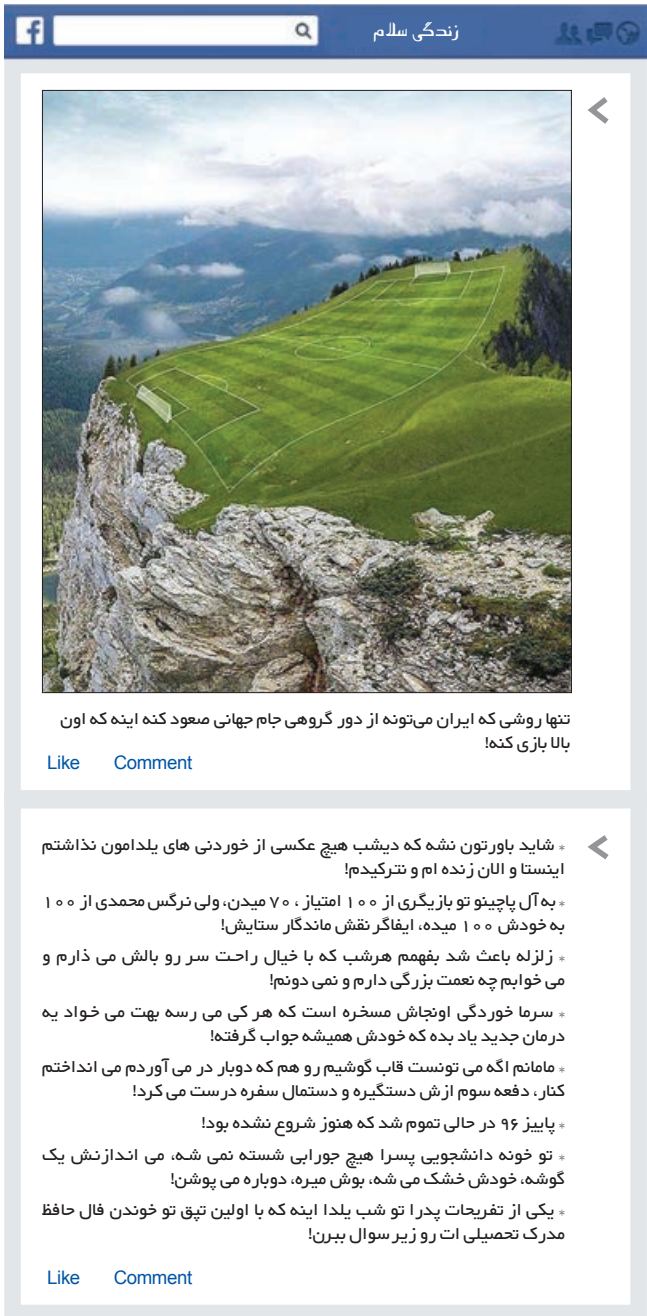 زندگی سلام
تنها روشی که ایران می‌تونه از دور گروهی جام جهانی صعود کنه اینه که اون
بالا بازی کنه!
Like Comment
* شاید باورتون نشه که دیشب هیچ عکسی از خوردنی های یلدامون نذاشتم
اینستا و الان زنده ام و نترکیدم!
* به آل پاچینو تو بازیگری از ۱۰۰ امتیاز، ۷۰ میدن، ولی نرگس محمدی از ۱۰۰
به خودش ۱۰۰ میده، ایفاگر نقش ماندگار ستایش!
* زلزله باعث شد بفهمم هرشب که با خیال راحت سر رو بالش می ذارم و
می خوابم چه نعمت بزرگی دارم و نمی دونم!
* سرما خوردگی اونجاش مسخره است که هر کی می رسه بهت می خواد یه
درمان جدید یاد بده که خودش همیشه جواب گرفته!
* مامانم اگه می تونست قاب گوشیم رو هم که دوبار در می آوردم می انداختم
کنار، دفعه سوم ازش دستگیره و دستمال سفره درست می کرد!
* پاییز ۹۶ در حالی تموم شد که هنوز شروع نشده بود!
* تو خونه دانشجویی پسرا هیچ جورابی شسته نمی شه، می اندازنش یک
گوشه، خودش خشک می شه، بوش میره، دوباره می پوشن!
* یکی از تفریحات پدرا تو شب یلدا اینه که با اولین تپق تو خوندن فال حافظ
مدرک تحصیلی ات رو زیر سوال ببرن!
Like Comment